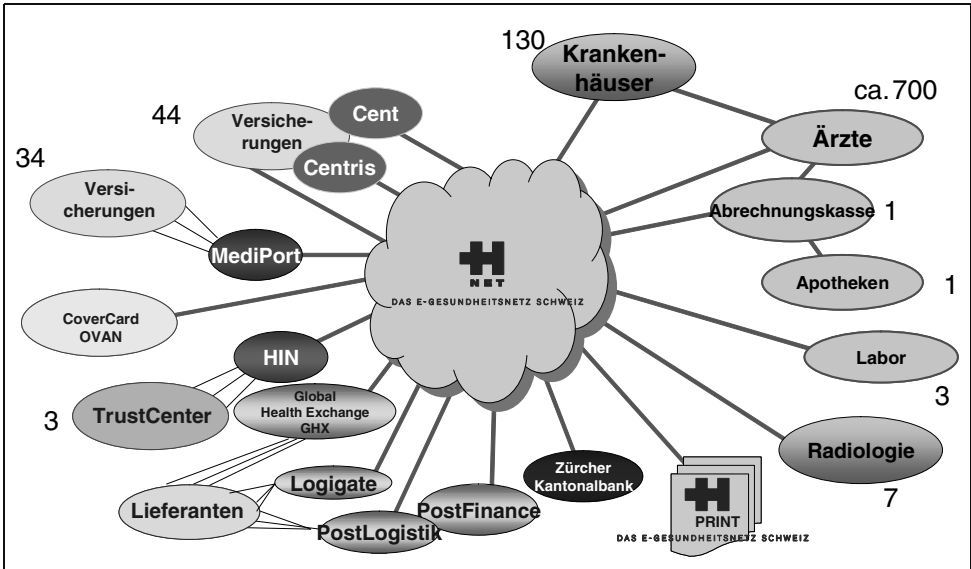 130
Kranken-
häuser
ca. 700
Ärzte
44
Versiche-
rungen
Cent
Centris
34
Versi-
cherungen
MediPort
Abrechnungskasse
1
Apotheken
1
H
NET
DAS E-GESUNDHEITSNETZ SCHWEIZ
CoverCard
OVAN
HIN
Labor
3
3
TrustCenter
Global
Health Exchange
GHX
Radiologie
7
Lieferanten
Logigate
PostLogistik
PostFinance
Zürcher
Kantonalbank
H
PRINT
DAS E-GESUNDHEITSNETZ SCHWEIZ